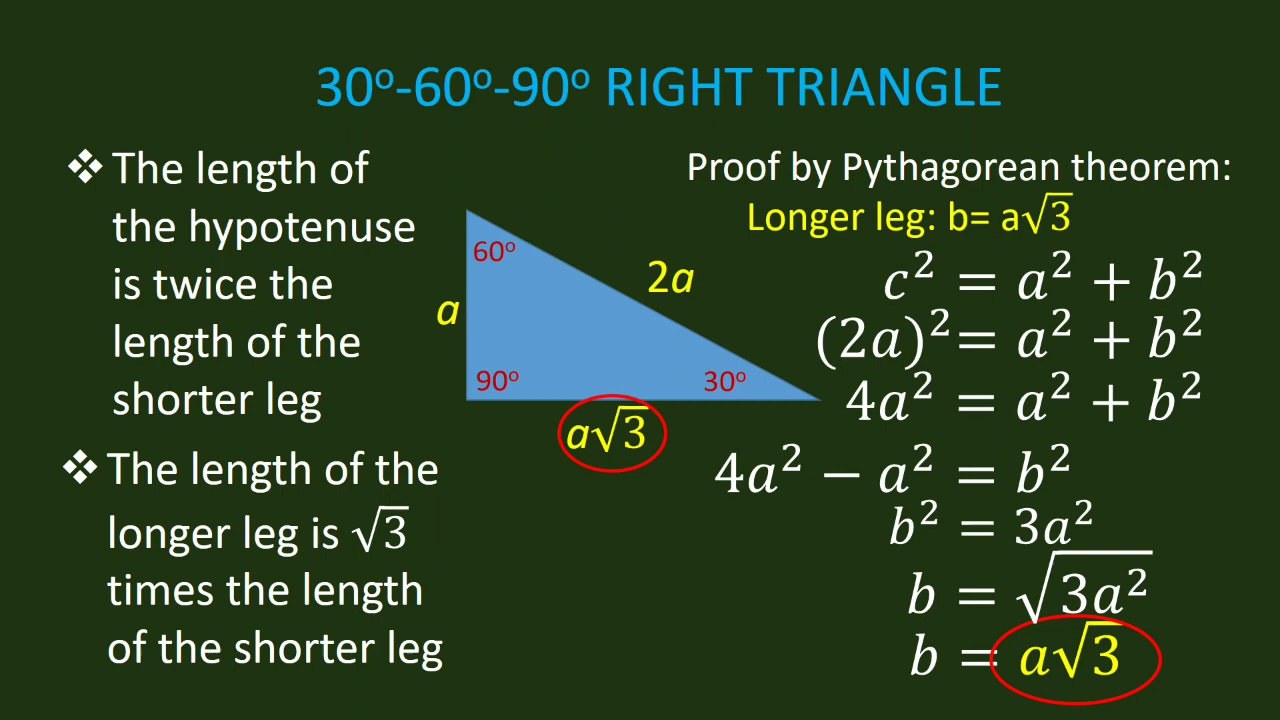 30º-60º-90º RIGHT TRIANGLE
❖ The length of
the hypotenuse
is twice the
length of the
shorter leg
❖ The length of the
longer leg is √3
times the length
of the shorter leg
60º
a
2a
90º
30º
a√3
Proof by Pythagorean theorem:
Longer leg: b= a√3
c² = a² + b²
(2a)²= a² + b²
4a² = a² + b²
4a² − a² = b²
b² = 3a²
b = √(3a²)
b = a√3